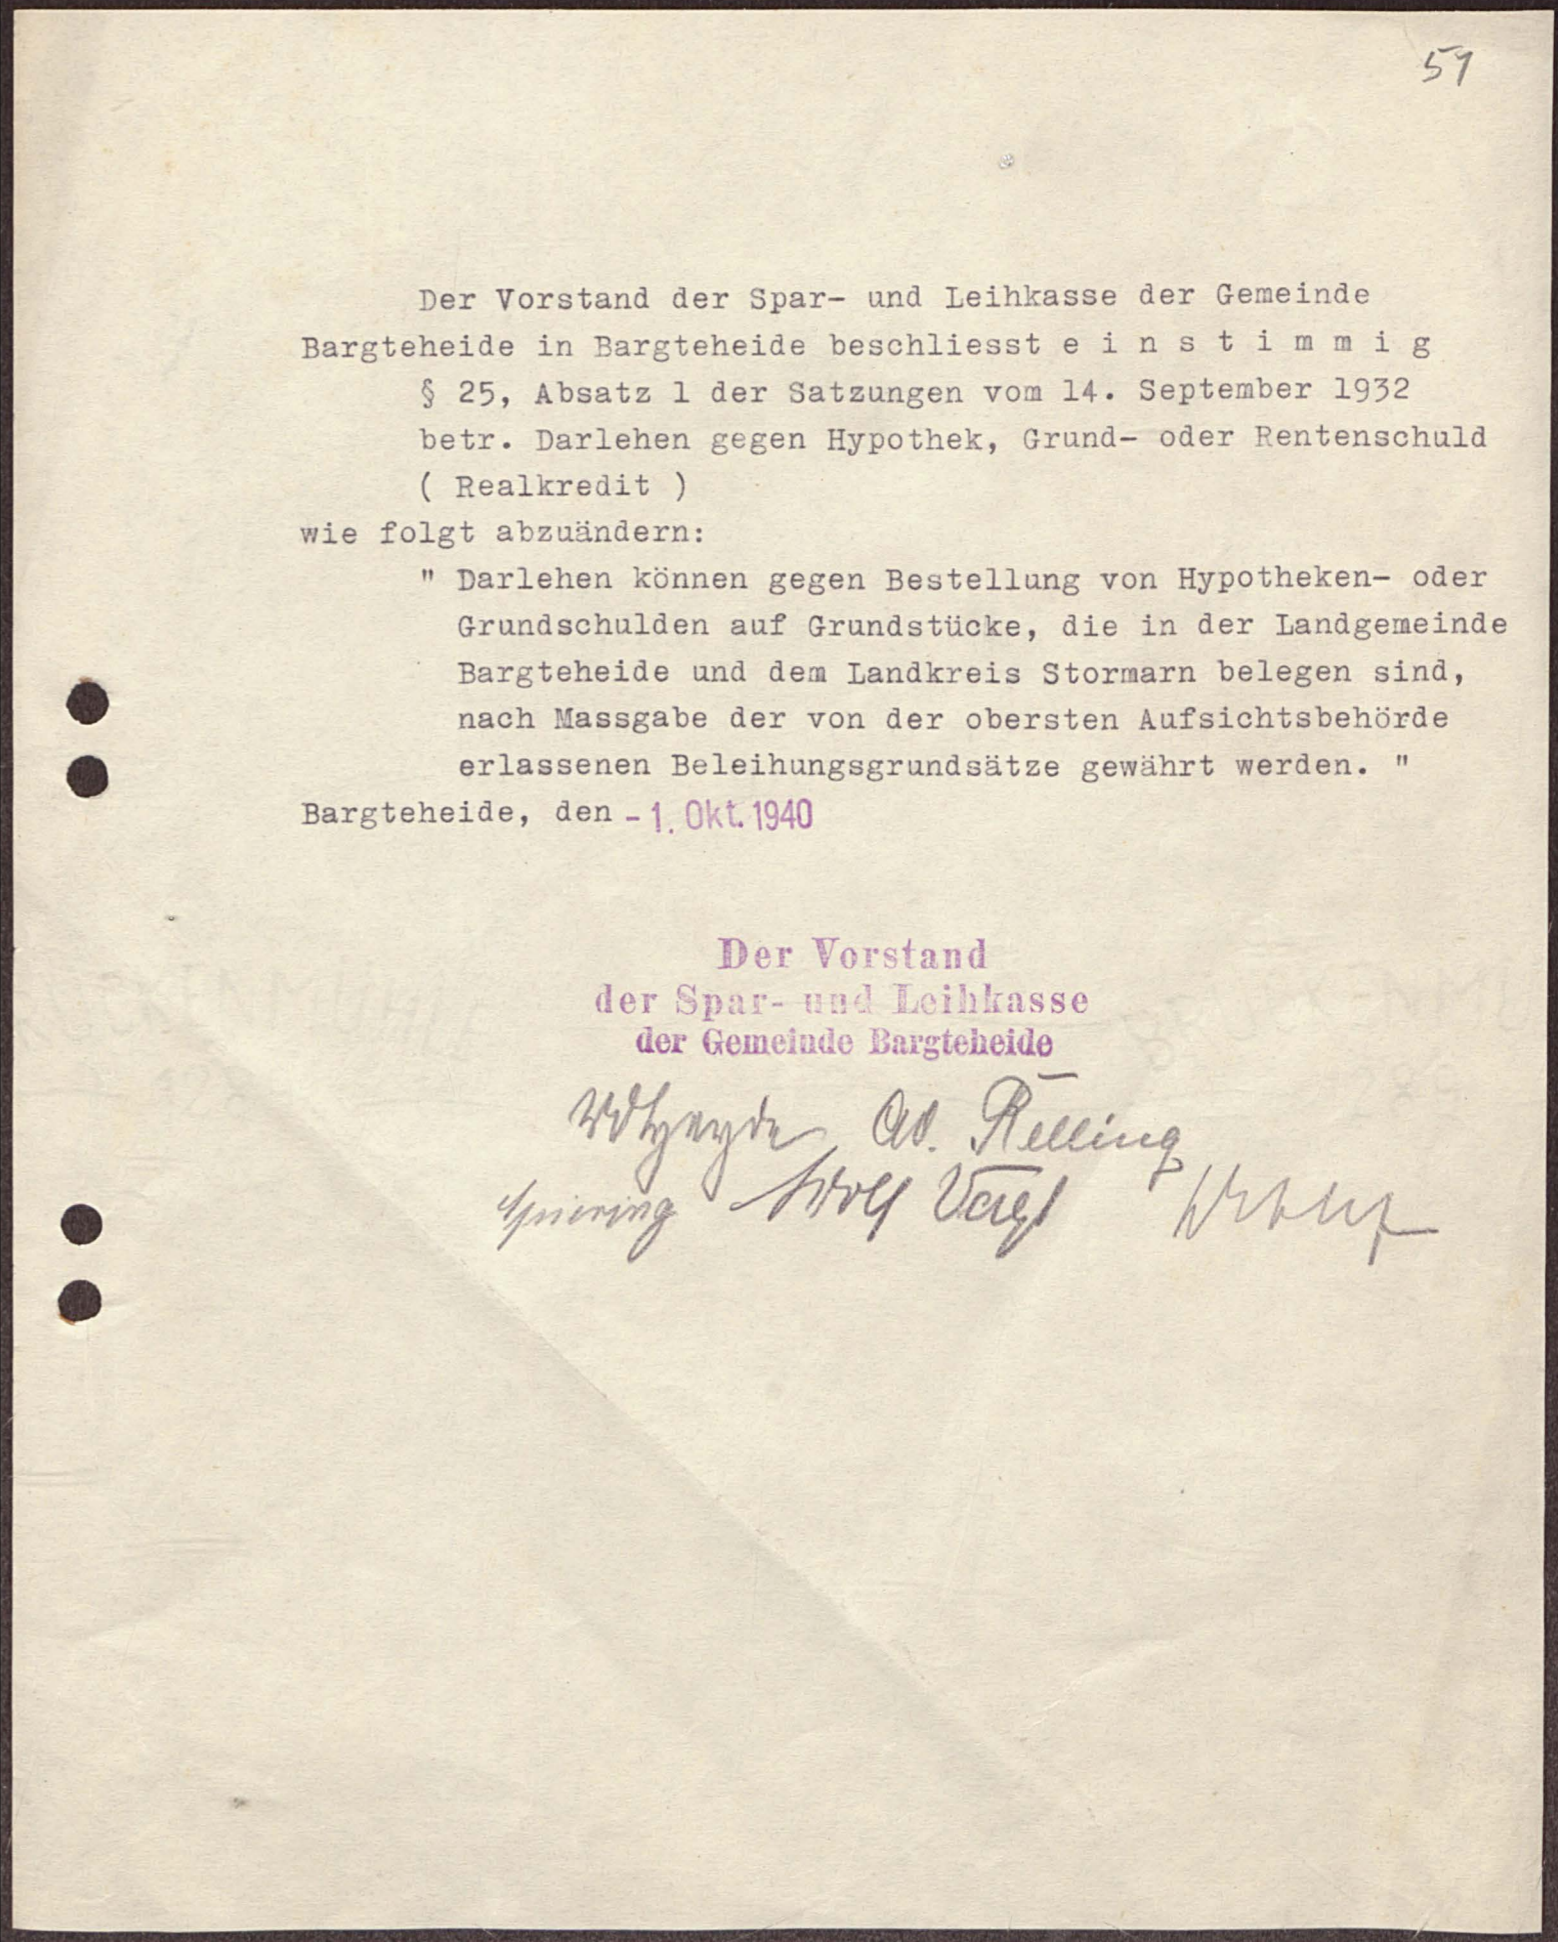 51
Der Vorstand der Spar- und Leihkasse der Gemeinde
Bargteheide in Bargteheide beschliesst e i n s t i m m i g
§ 25, Absatz 1 der Satzungen vom 14. September 1932
betr. Darlehen gegen Hypothek, Grund- oder Rentenschuld
( Realkredit )
wie folgt abzuändern:
" Darlehen können gegen Bestellung von Hypotheken- oder
Grundschulden auf Grundstücke, die in der Landgemeinde
Bargteheide und dem Landkreis Stormarn belegen sind,
nach Massgabe der von der obersten Aufsichtsbehörde
erlassenen Beleihungsgrundsätze gewährt werden. "
Bargteheide, den -1. Okt. 1940
Der Vorstand
der Spar- und Leihkasse
der Gemeinde Bargteheide
Ad. Relling